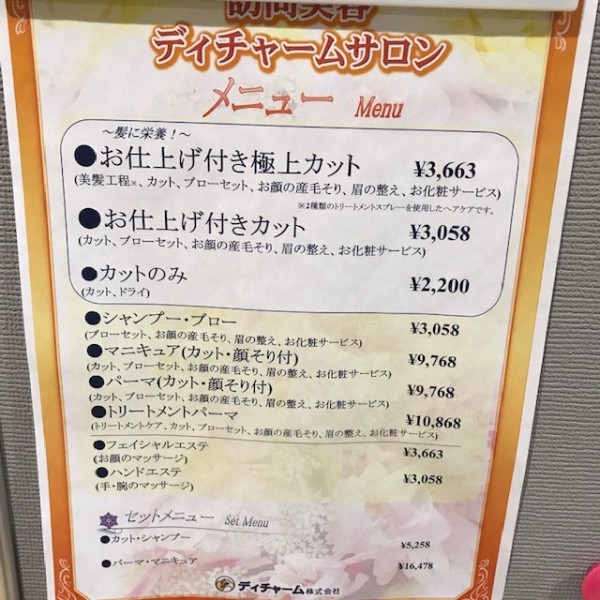 訪問美容
ディチャームサロン
メニュー Menu
～髪に栄養！～
●お仕上げ付き極上カット ¥3,663
(美髪工程※、カット、ブローセット、お顔の産毛そり、眉の整え、お化粧サービス)
※2種類のトリートメントスプレーを使用したヘアケアです。
●お仕上げ付きカット ¥3,058
(カット、ブローセット、お顔の産毛そり、眉の整え、お化粧サービス)
●カットのみ ¥2,200
(カット、ドライ)
●シャンプー・ブロー ¥3,058
(ブローセット、お顔の産毛そり、眉の整え、お化粧サービス)
●マニキュア(カット・顔そり付) ¥9,768
(カット、ブローセット、お顔の産毛そり、眉の整え、お化粧サービス)
●パーマ(カット・顔そり付) ¥9,768
(カット、ブローセット、お顔の産毛そり、眉の整え、お化粧サービス)
●トリートメントパーマ ¥10,868
(トリートメントケア、カット、ブローセット、お顔の産毛そり、眉の整え、お化粧サービス)
●フェイシャルエステ ¥3,663
(お顔のマッサージ)
●ハンドエステ ¥3,058
(手・腕のマッサージ)
セットメニュー Set Menu
●カット・シャンプー ¥5,258
●パーマ・マニキュア ¥16,478
ディチャーム株式会社